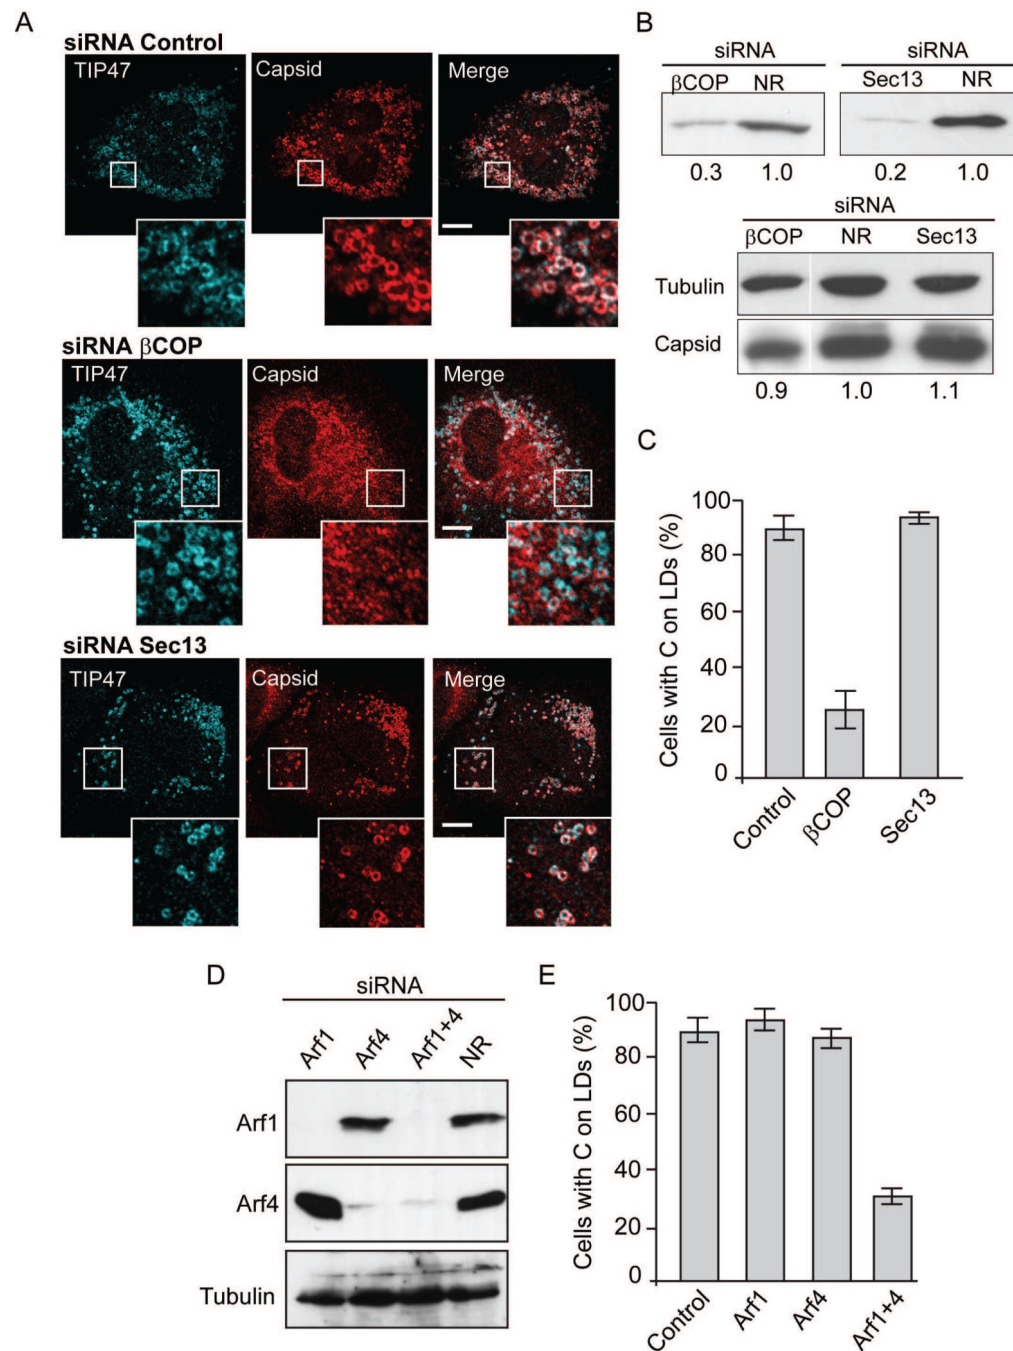 A
siRNA Control
TIP47 Capsid Merge
siRNA βCOP
TIP47 Capsid Merge
siRNA Sec13
TIP47 Capsid Merge
B
siRNA siRNA
βCOP NR Sec13 NR
0.3 1.0 0.2 1.0
siRNA
βCOP NR Sec13
Tubulin
Capsid
0.9 1.0 1.1
C
Cells with C on LDs (%)
100
80
60
40
20
0
Control βCOP Sec13
D
siRNA
Arf1 Arf4 Arf1+4 NR
Arf1
Arf4
Tubulin
E
Cells with C on LDs (%)
100
80
60
40
20
0
Control Arf1 Arf4 Arf1+4